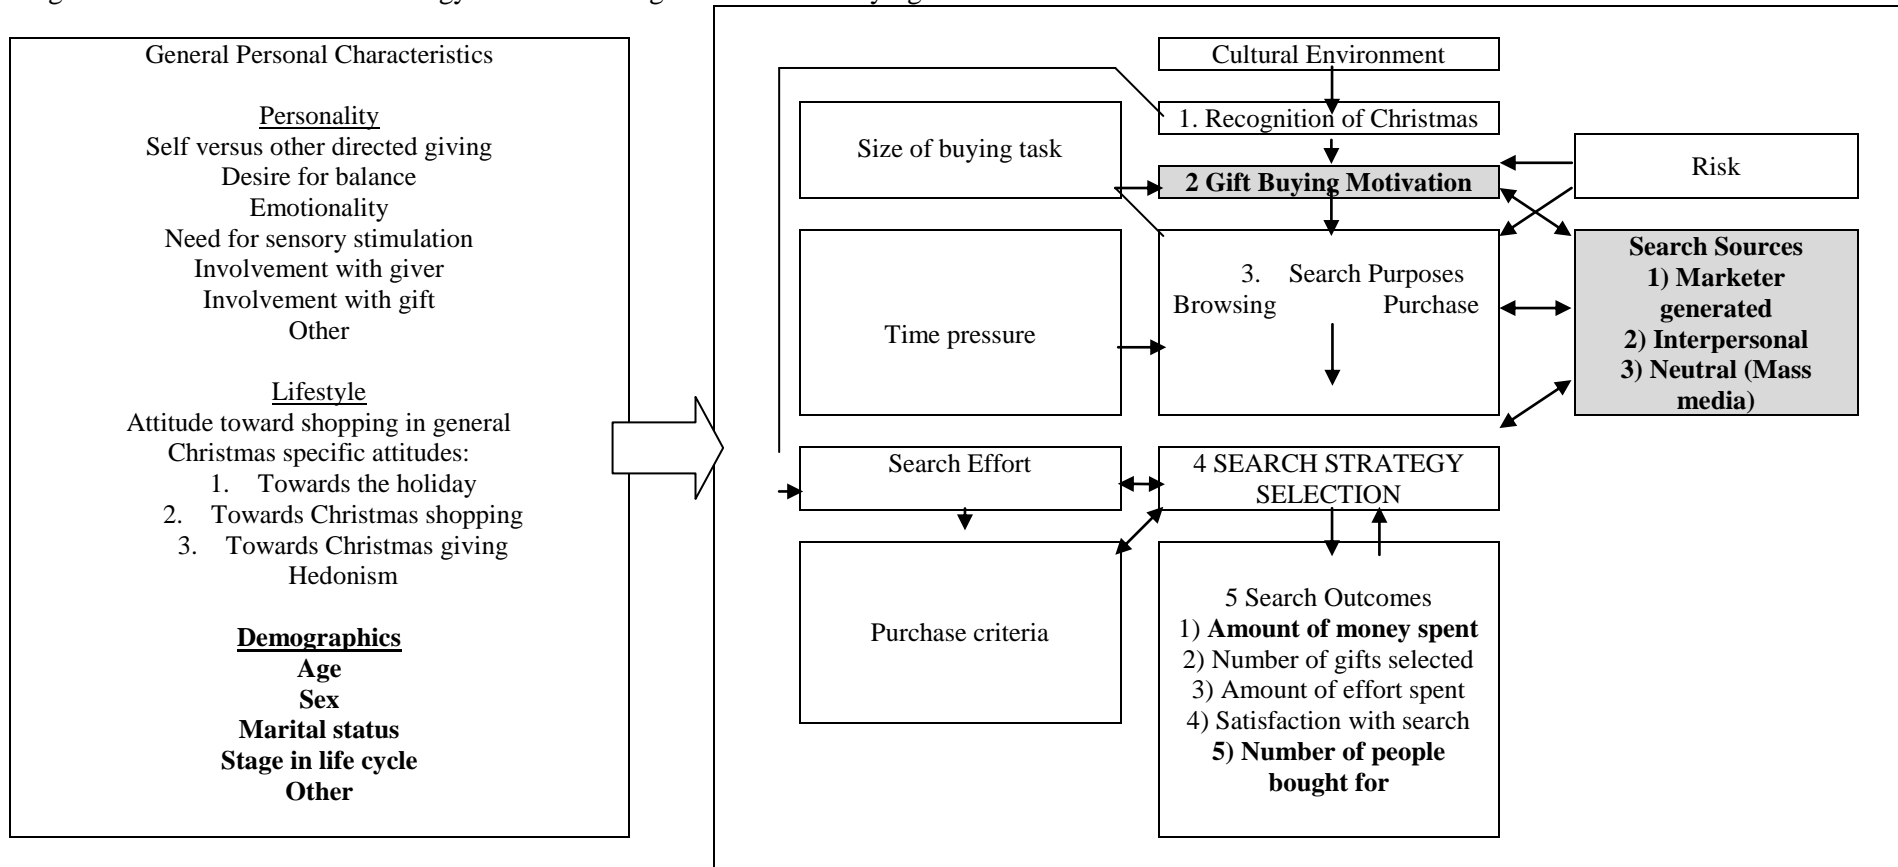 General Personal Characteristics
Personality
Self versus other directed giving
Desire for balance
Emotionality
Need for sensory stimulation
Involvement with giver
Involvement with gift
Other
Lifestyle
Attitude toward shopping in general
Christmas specific attitudes:
1. Towards the holiday
2. Towards Christmas shopping
3. Towards Christmas giving
Hedonism
Demographics
Age
Sex
Marital status
Stage in life cycle
Other
Cultural Environment
1. Recognition of Christmas
Size of buying task
2 Gift Buying Motivation
Risk
Time pressure
3. Search Purposes
Browsing Purchase
Search Sources
1) Marketer
generated
2) Interpersonal
3) Neutral (Mass
media)
Search Effort
4 SEARCH STRATEGY
SELECTION
Purchase criteria
5 Search Outcomes
1) Amount of money spent
2) Number of gifts selected
3) Amount of effort spent
4) Satisfaction with search
5) Number of people
bought for